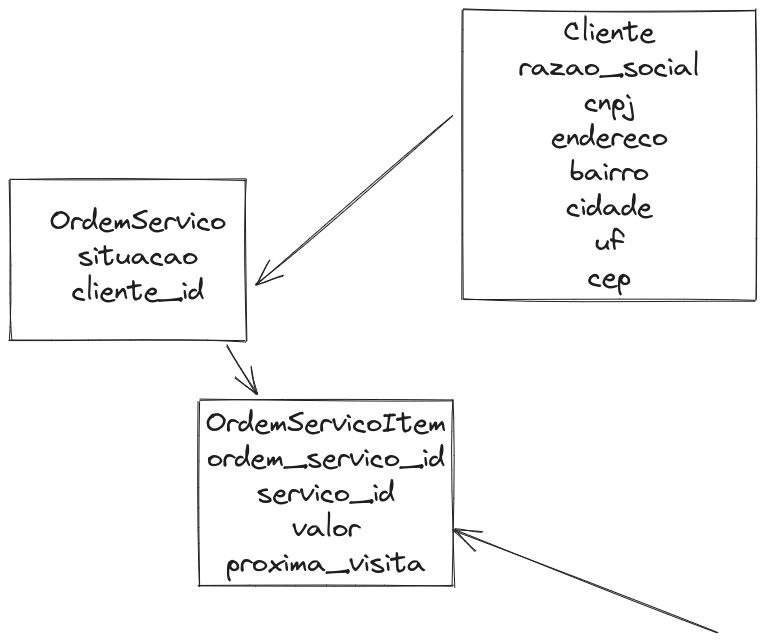 Cliente
razao_social
cnpj
endereco
bairro
cidade
uf
cep
OrdemServico
situacao
cliente_id
OrdemServicoItem
ordem_servico_id
servico_id
valor
proxima_visita